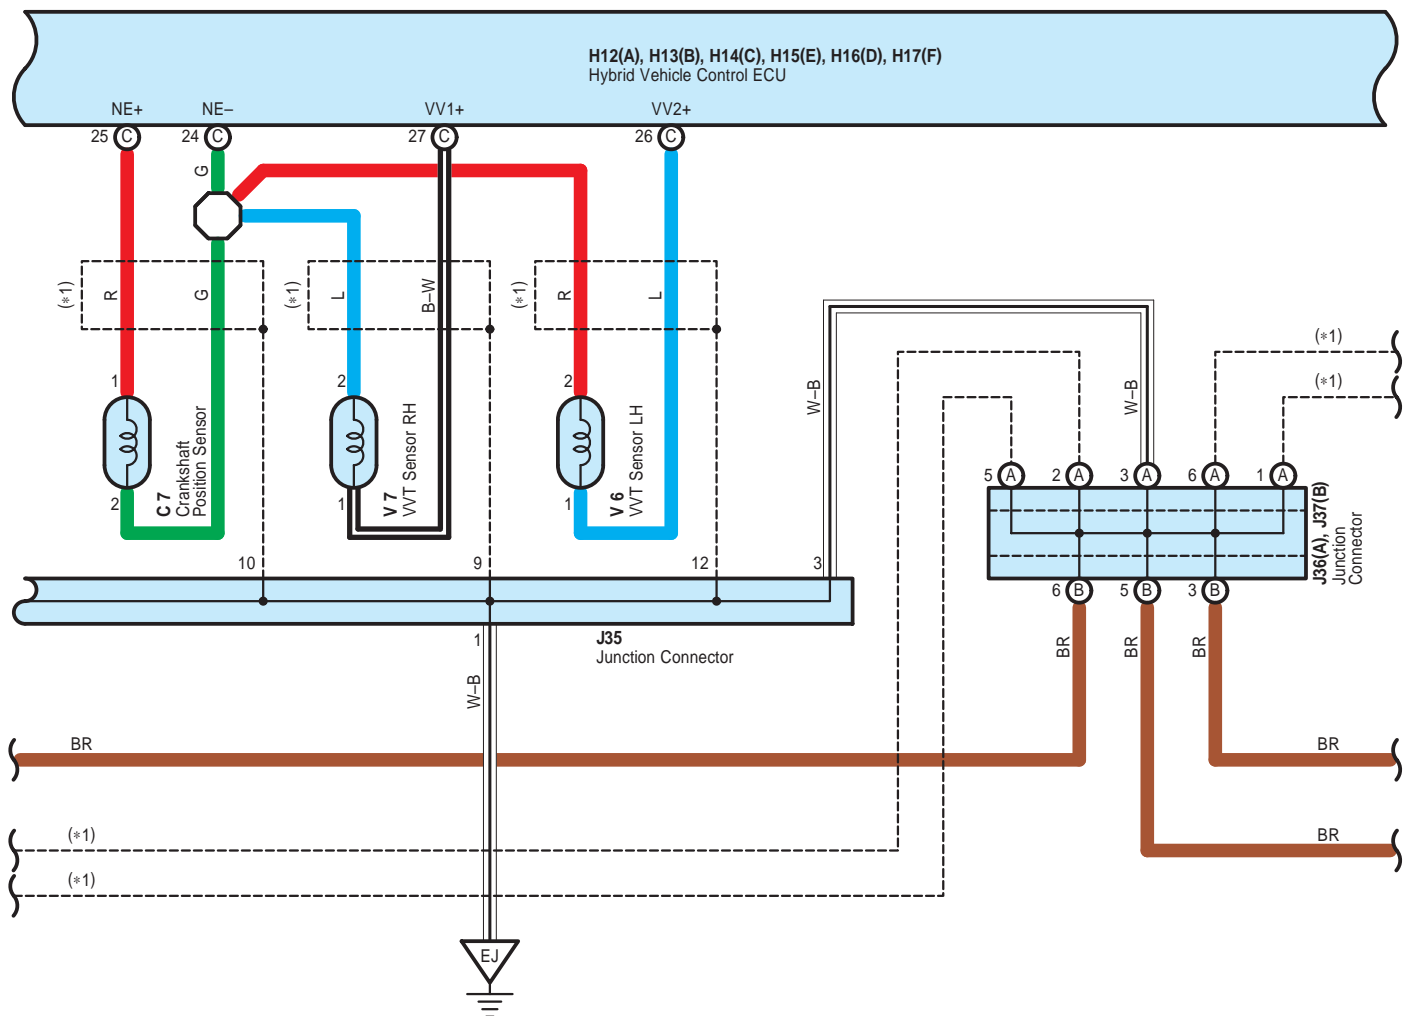 H12(A), H13(B), H14(C), H15(E), H16(D), H17(F)
Hybrid Vehicle Control ECU
NE+
NE–
VV1+
VV2+
25 C
24 C
27 C
26 C
G
(∗1)
R
G
(∗1)
L
B–W
(∗1)
R
L
(∗1)
(∗1)
W–B
W–B
1
2
2
C 7
Crankshaft
Position Sensor
V 7
VVT Sensor RH
V 6
VVT Sensor LH
2
1
1
5 A
2 A
3 A
6 A
1 A
J36(A), J37(B)
Junction
Connector
10
9
12
3
6 B
5 B
3 B
1
J35
Junction Connector
BR
BR
BR
W–B
BR
BR
(∗1)
BR
(∗1)
EJ